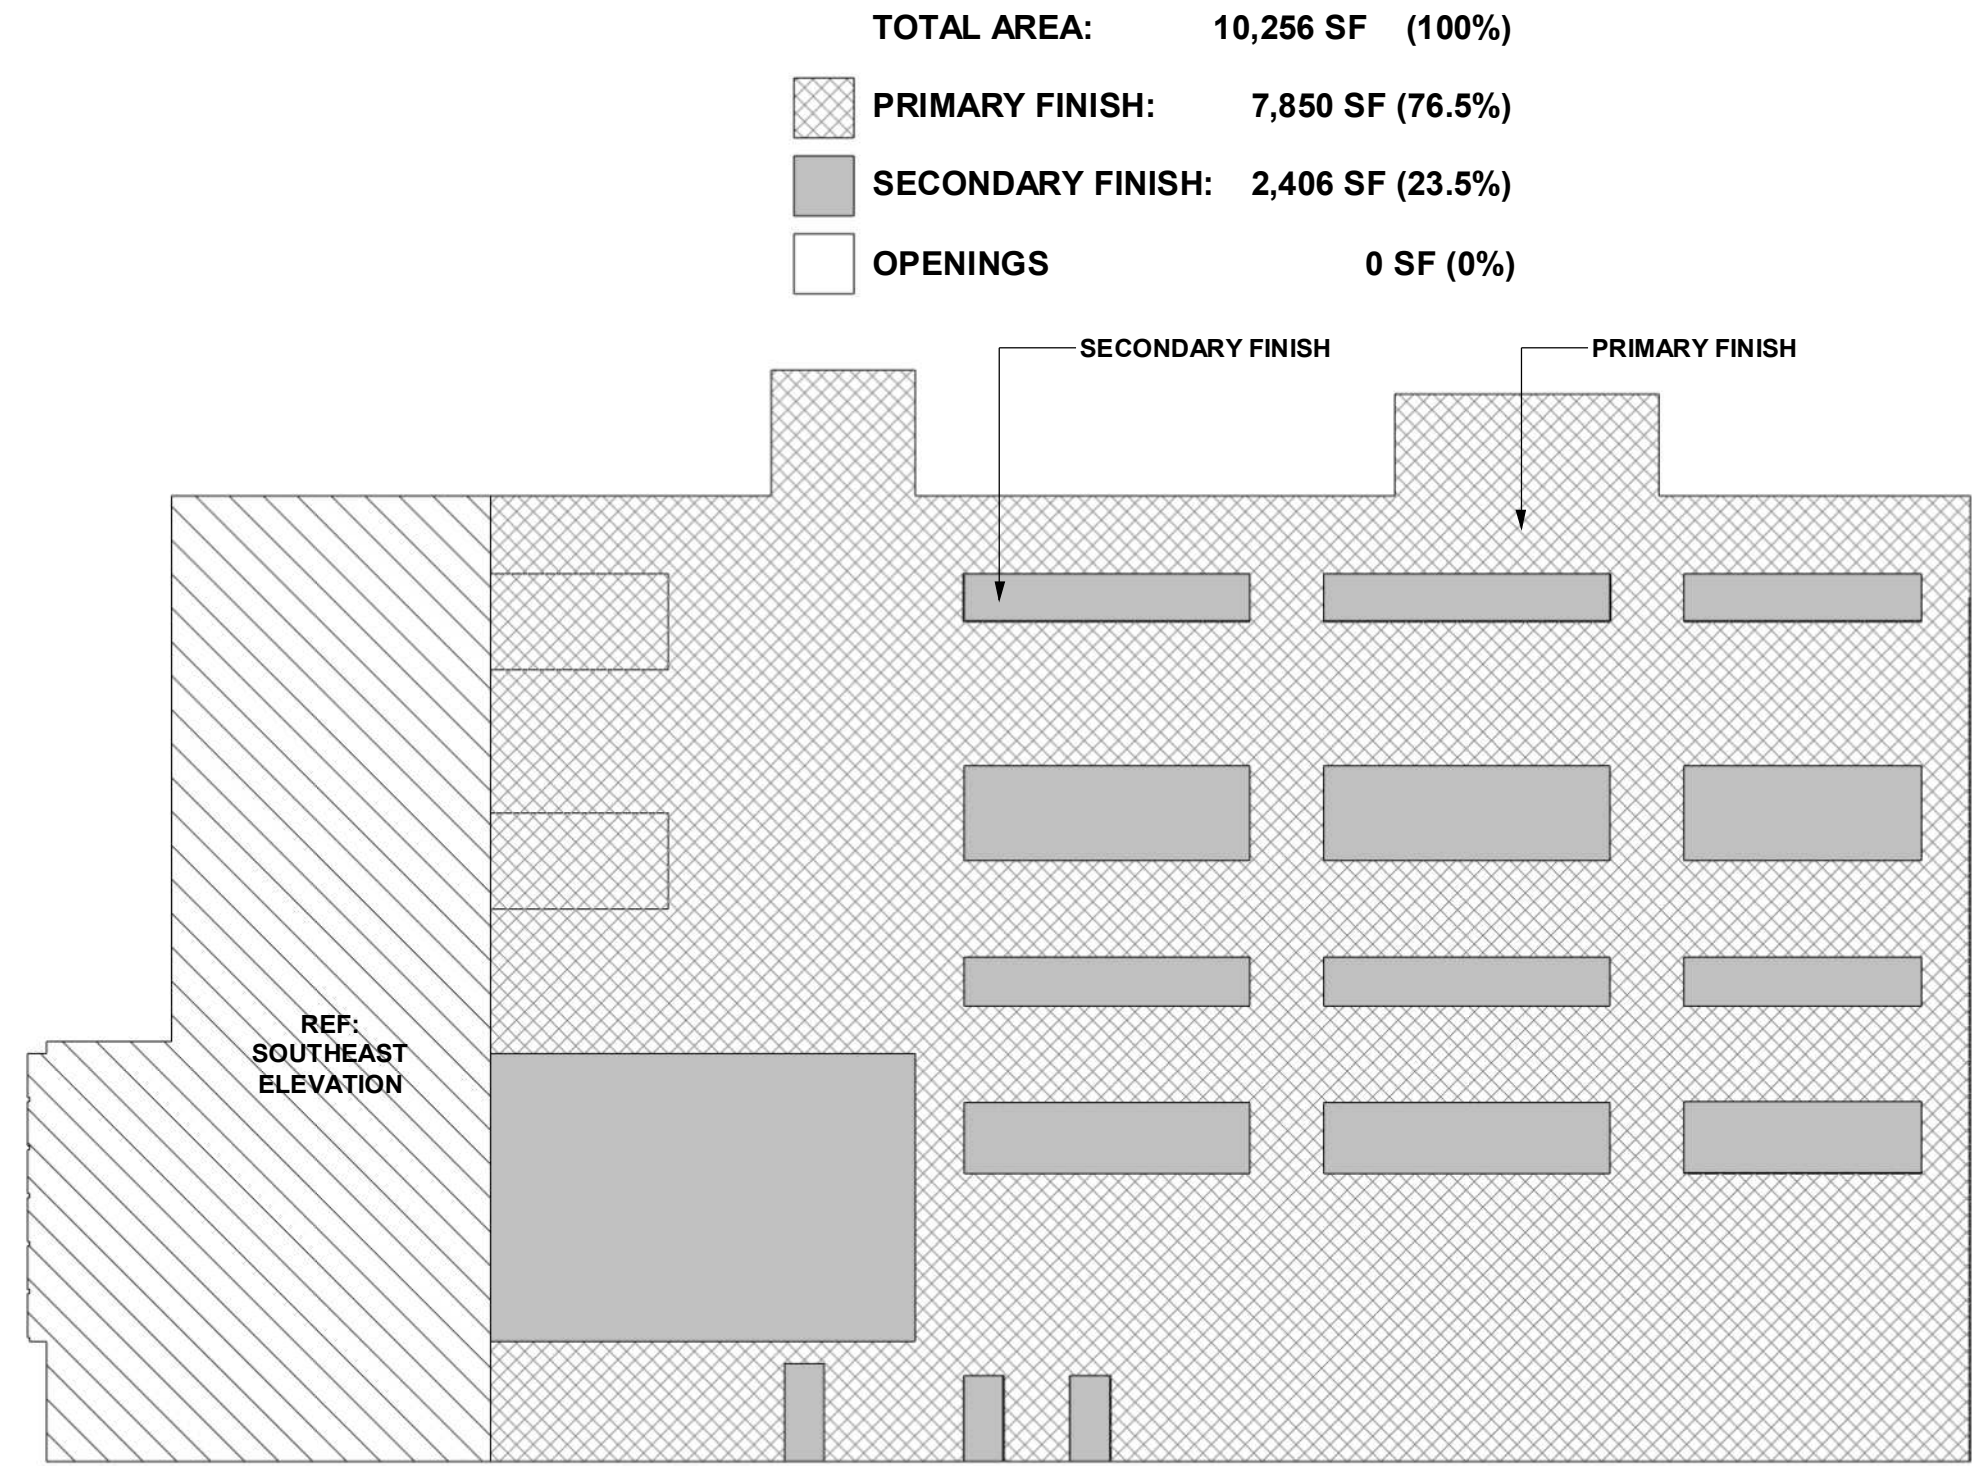 TOTAL AREA: 10,256 SF (100%)
PRIMARY FINISH: 7,850 SF (76.5%)
SECONDARY FINISH: 2,406 SF (23.5%)
OPENINGS 0 SF (0%)
SECONDARY FINISH
PRIMARY FINISH
REF:
SOUTHEAST
ELEVATION